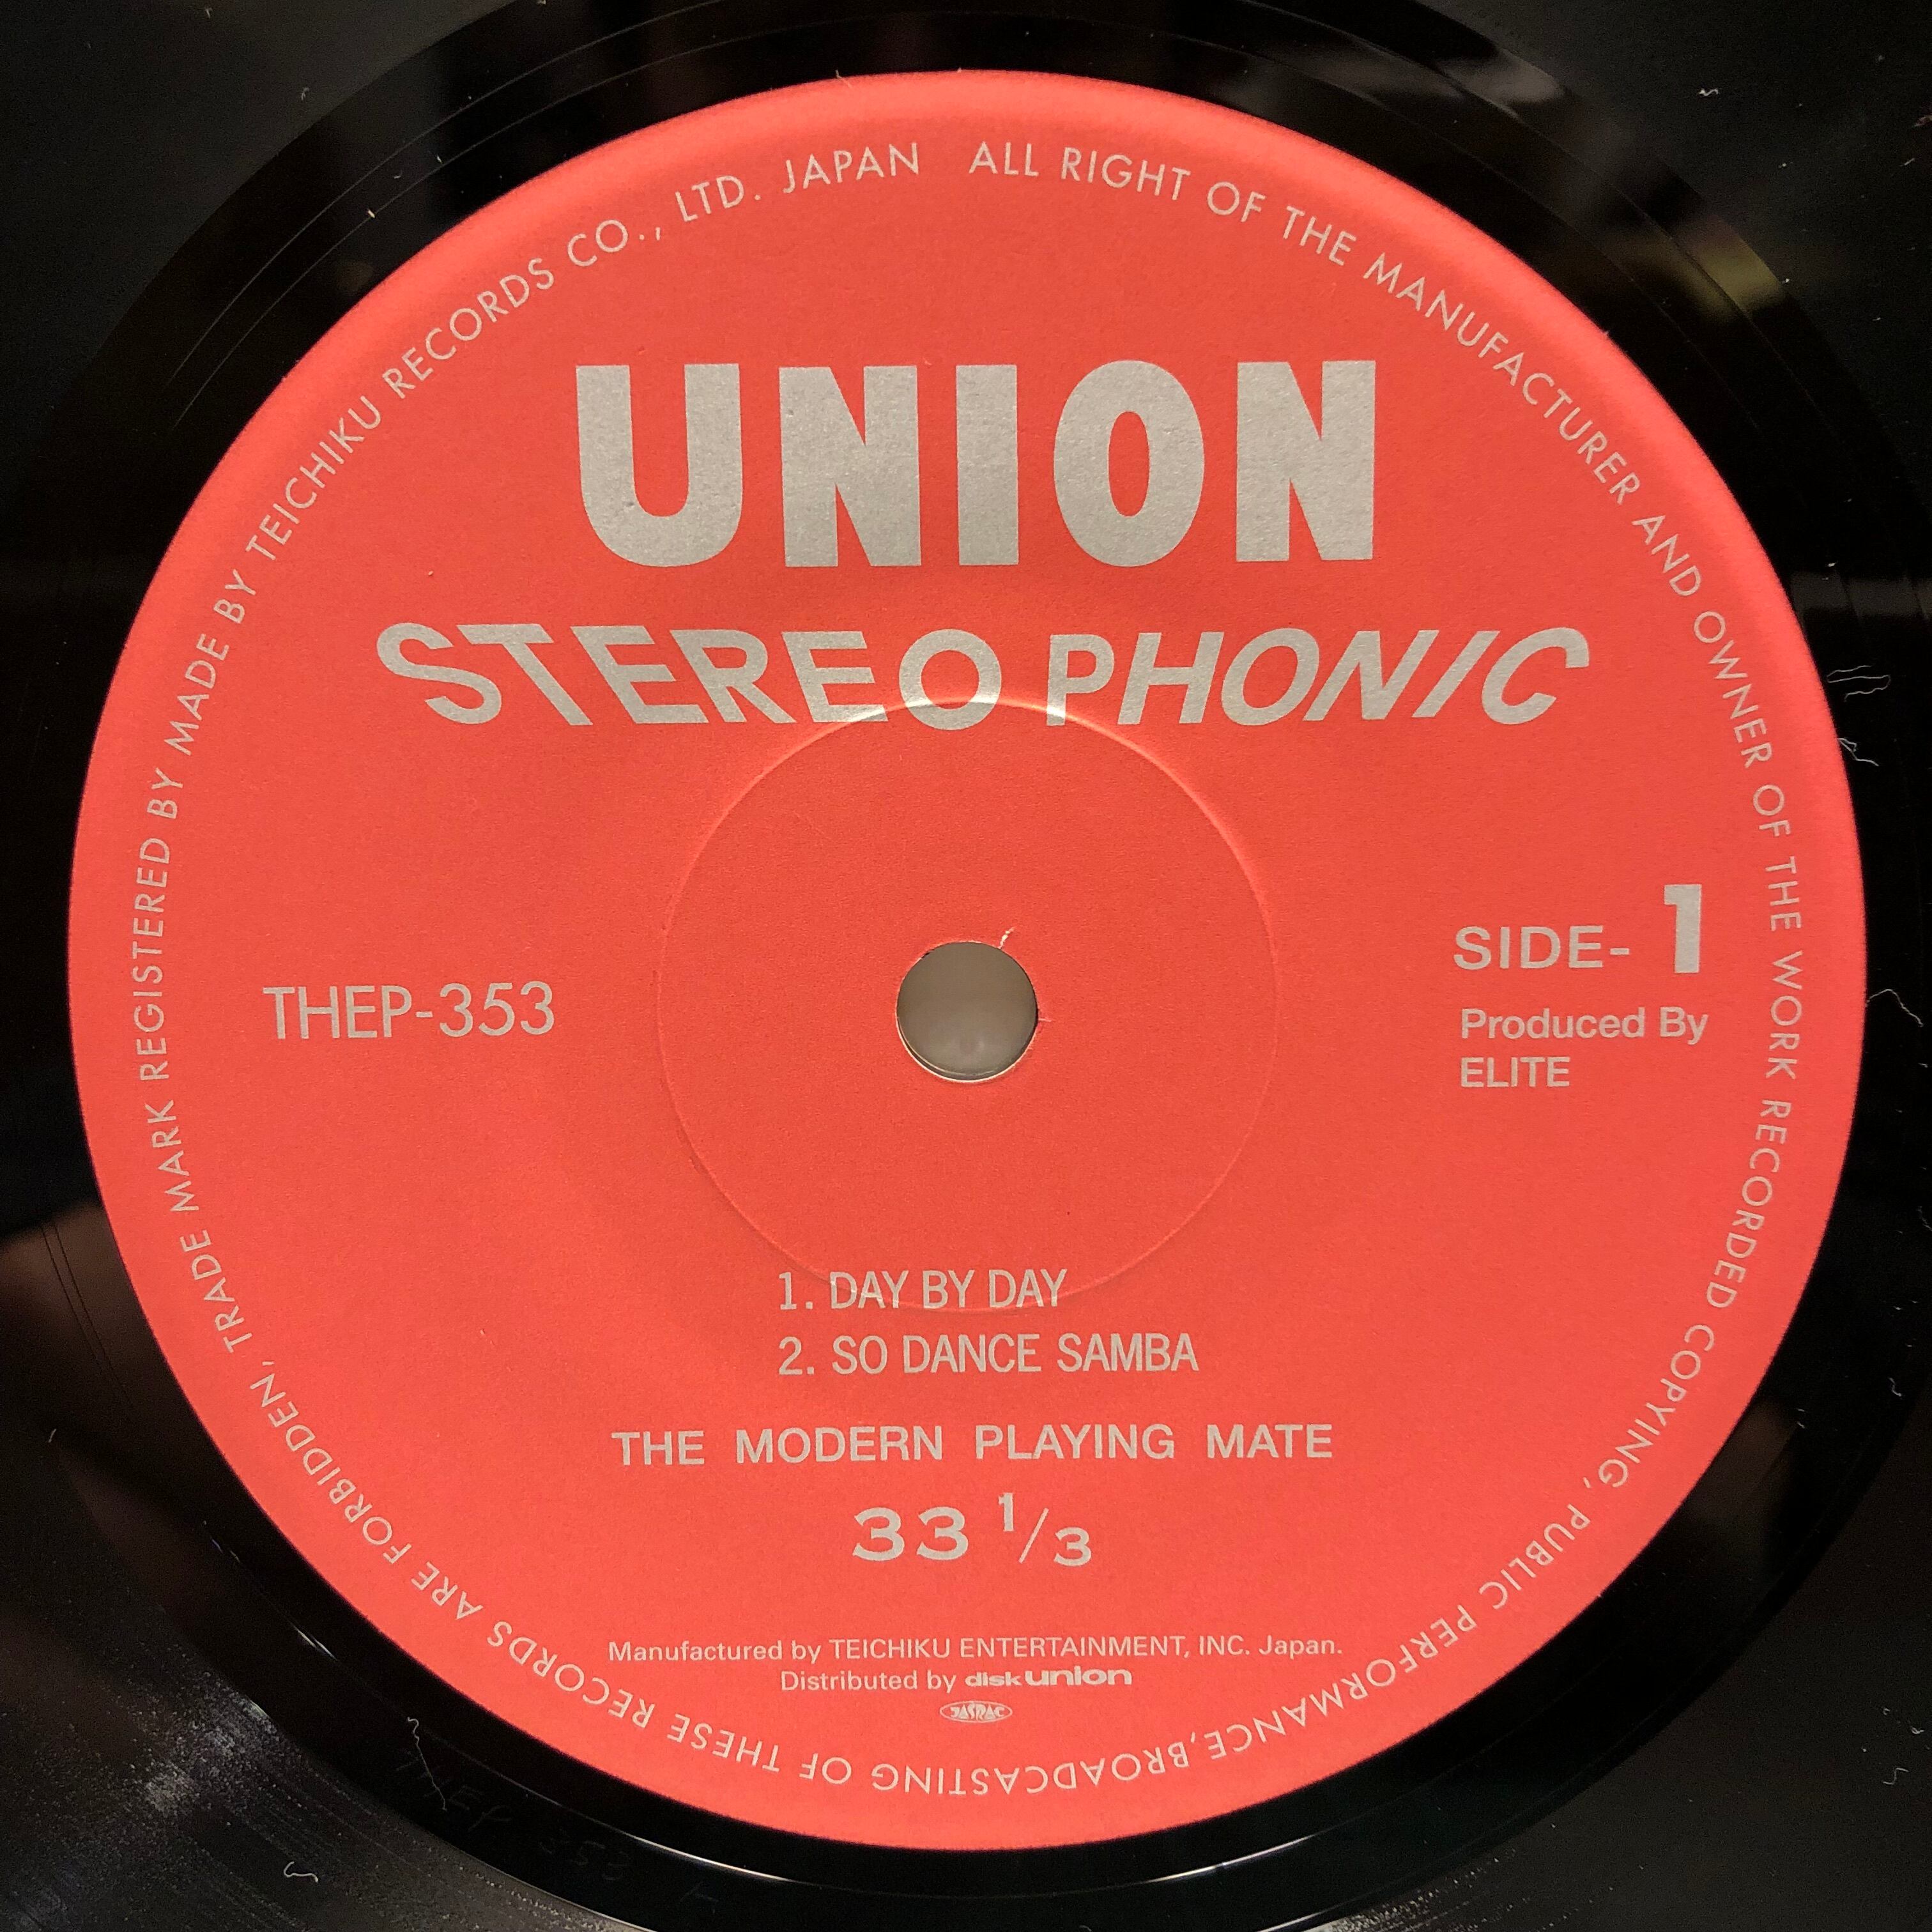 TRADE MARK REGISTERED BY MADE BY TEICHIKU RECORDS CO., LTD. JAPAN ALL RIGHT OF THE MANUFACTURER AND OWNER OF THE WORK RECORDED COPYING, PUBLIC PERFORMANCE, BROADCASTING OF THESE RECORDS ARE FORBIDDEN,
UNION
STEREO PHONIC
SIDE-1
THEP-353
Produced By
ELITE
1. DAY BY DAY
2. SO DANCE SAMBA
THE MODERN PLAYING MATE
33 1/3
Manufactured by TEICHIKU ENTERTAINMENT, INC. Japan.
Distributed by diskunion
JASRAC
THEP 353